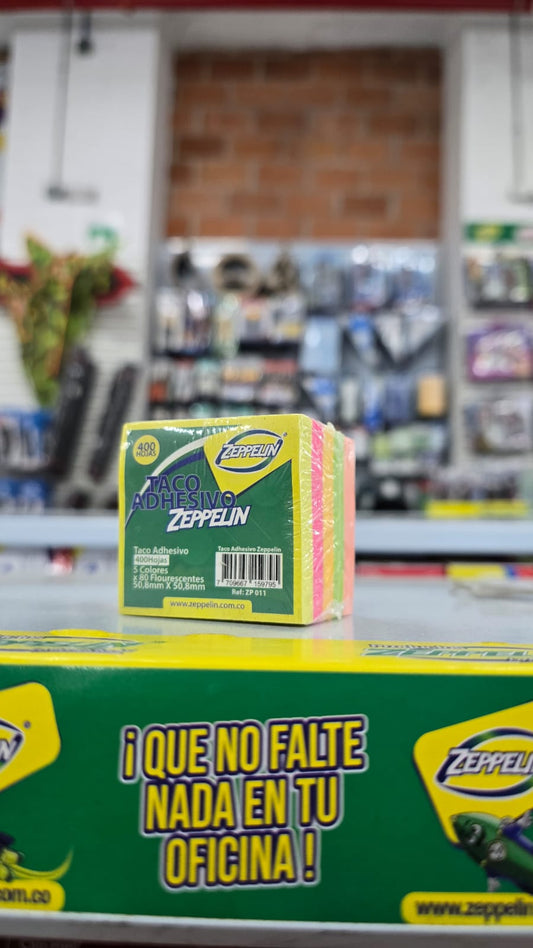 400
HOJAS
ZEPPELIN
TACO
ADHESIVO
ZEPPELIN
Taco Adhesivo
400Hojas
5 Colores
x 80 Flourescentes
50,8mm X 50,8mm
Taco Adhesivo Zeppelin
7 709667 159795
Ref: ZP 011
www.zeppelin.com.co
¡QUE NO FALTE
NADA EN TU
OFICINA!
ZEPPELIN
om.co
www.zeppelin